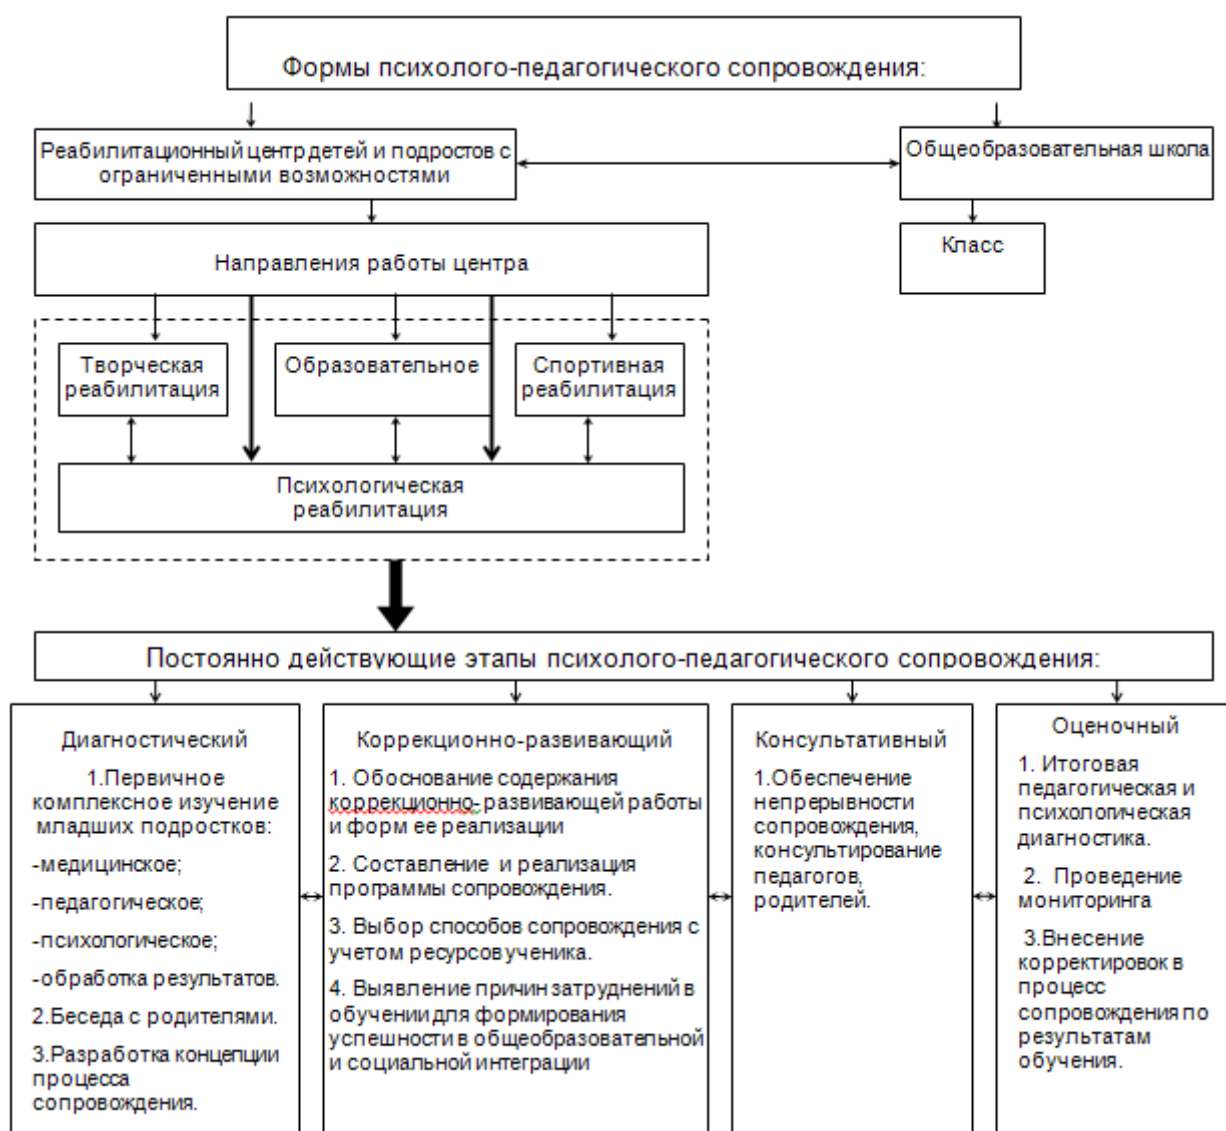 Формы психолого-педагогического сопровождения:
Реабилитационный центр детей и подростов с
ограниченными возможностями
Общеобразовательная школа
Направления работы центра
Класс
Творческая
реабилитация
Образовательное
Спортивная
реабилитация
Психологическая
реабилитация
Постоянно действующие этапы психолого-педагогического сопровождения:
Диагностический
1.Первичное
комплексное изучение
младших подростков:
-медицинское;
-педагогическое;
-психологическое;
-обработка результатов.
2.Беседа с родителями.
3.Разработка концепции
процесса
сопровождения.
Коррекционно-развивающий
1. Обоснование содержания
коррекционно- развивающей работы
и форм ее реализации
2. Составление и реализация
программы сопровождения.
3. Выбор способов сопровождения с
учетом ресурсов ученика.
4. Выявление причин затруднений в
обучении для формирования
успешности в общеобразовательной
и социальной интеграции
Консультативный
1.Обеспечение
непрерывности
сопровождения,
консультирование
педагогов,
родителей.
Оценочный
1. Итоговая
педагогическая и
психологическая
диагностика.
2. Проведение
мониторинга
3.Внесение
корректировок в
процесс
сопровождения по
результатам
обучения.